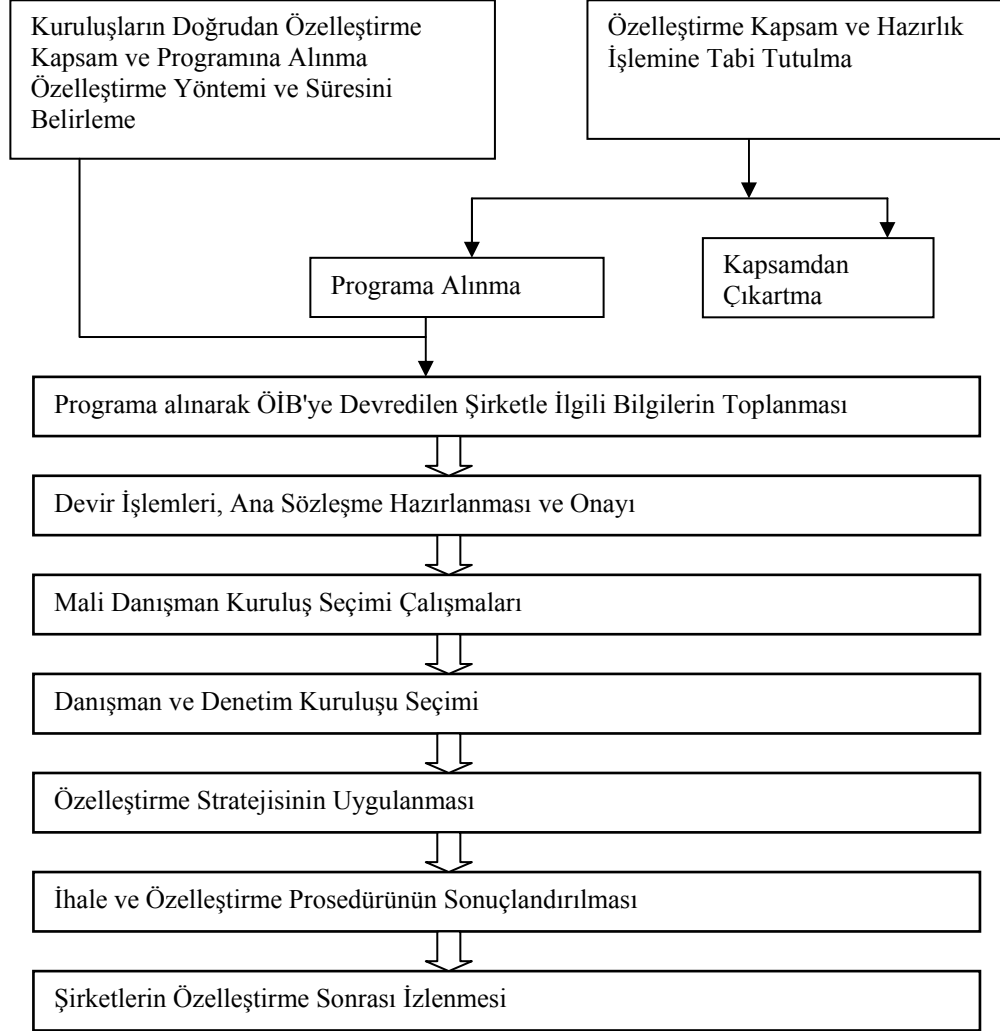 Kuruluşların Doğrudan Özelleştirme
Kapsam ve Programına Alınma
Özelleştirme Yöntemi ve Süresini
Belirleme
Özelleştirme Kapsam ve Hazırlık
İşlemine Tabi Tutulma
Programa Alınma
Kapsamdan
Çıkartma
Programa alınarak ÖİB'ye Devredilen Şirketle İlgili Bilgilerin Toplanması
Devir İşlemleri, Ana Sözleşme Hazırlanması ve Onayı
Mali Danışman Kuruluş Seçimi Çalışmaları
Danışman ve Denetim Kuruluşu Seçimi
Özelleştirme Stratejisinin Uygulanması
İhale ve Özelleştirme Prosedürünün Sonuçlandırılması
Şirketlerin Özelleştirme Sonrası İzlenmesi